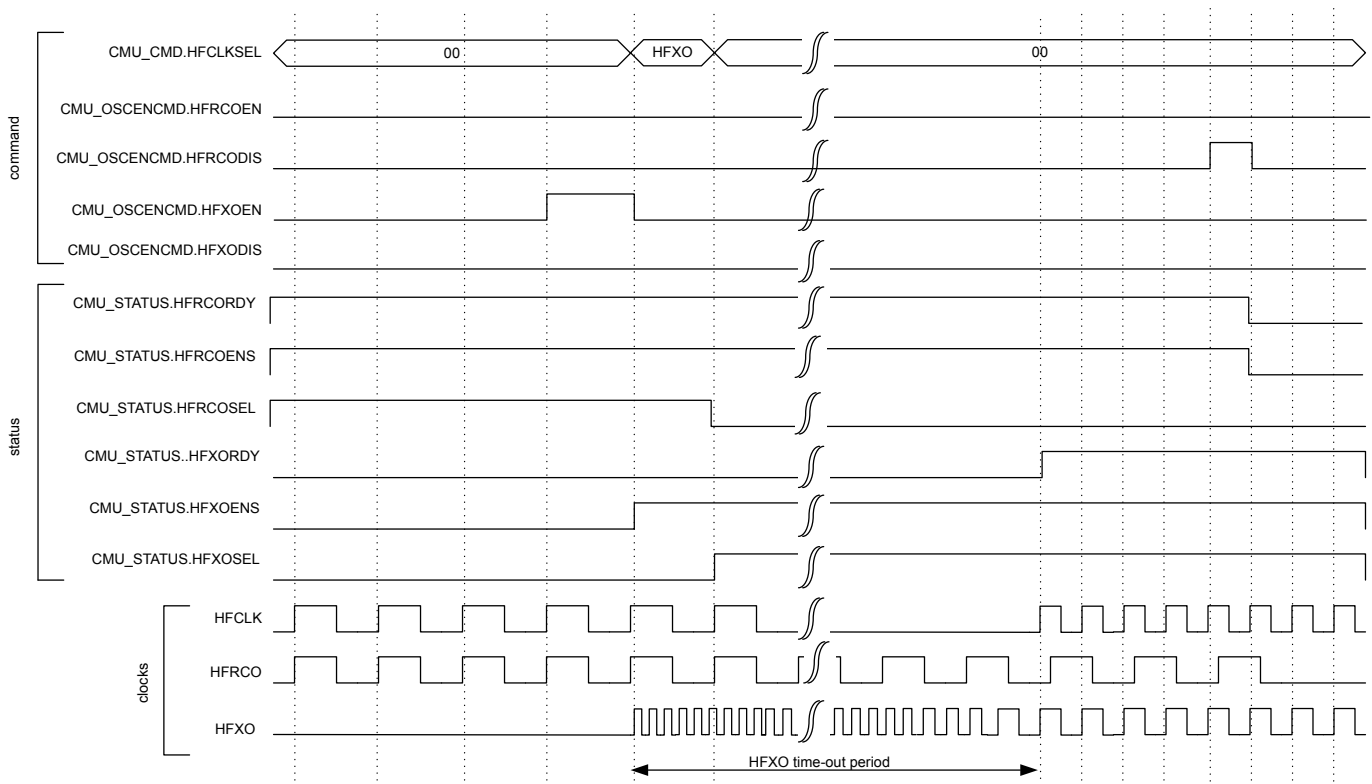 command
CMU_CMD.HFCLKSEL
00
HFXO
00
CMU_OSCENCMD.HFRCOEN
CMU_OSCENCMD.HFRCODIS
CMU_OSCENCMD.HFXOEN
CMU_OSCENCMD.HFXODIS
status
CMU_STATUS.HFRCORDY
CMU_STATUS.HFRCOENS
CMU_STATUS.HFRCOSEL
CMU_STATUS..HFXORDY
CMU_STATUS.HFXOENS
CMU_STATUS.HFXOSEL
clocks
HFCLK
HFRCO
HFXO
HFXO time-out period